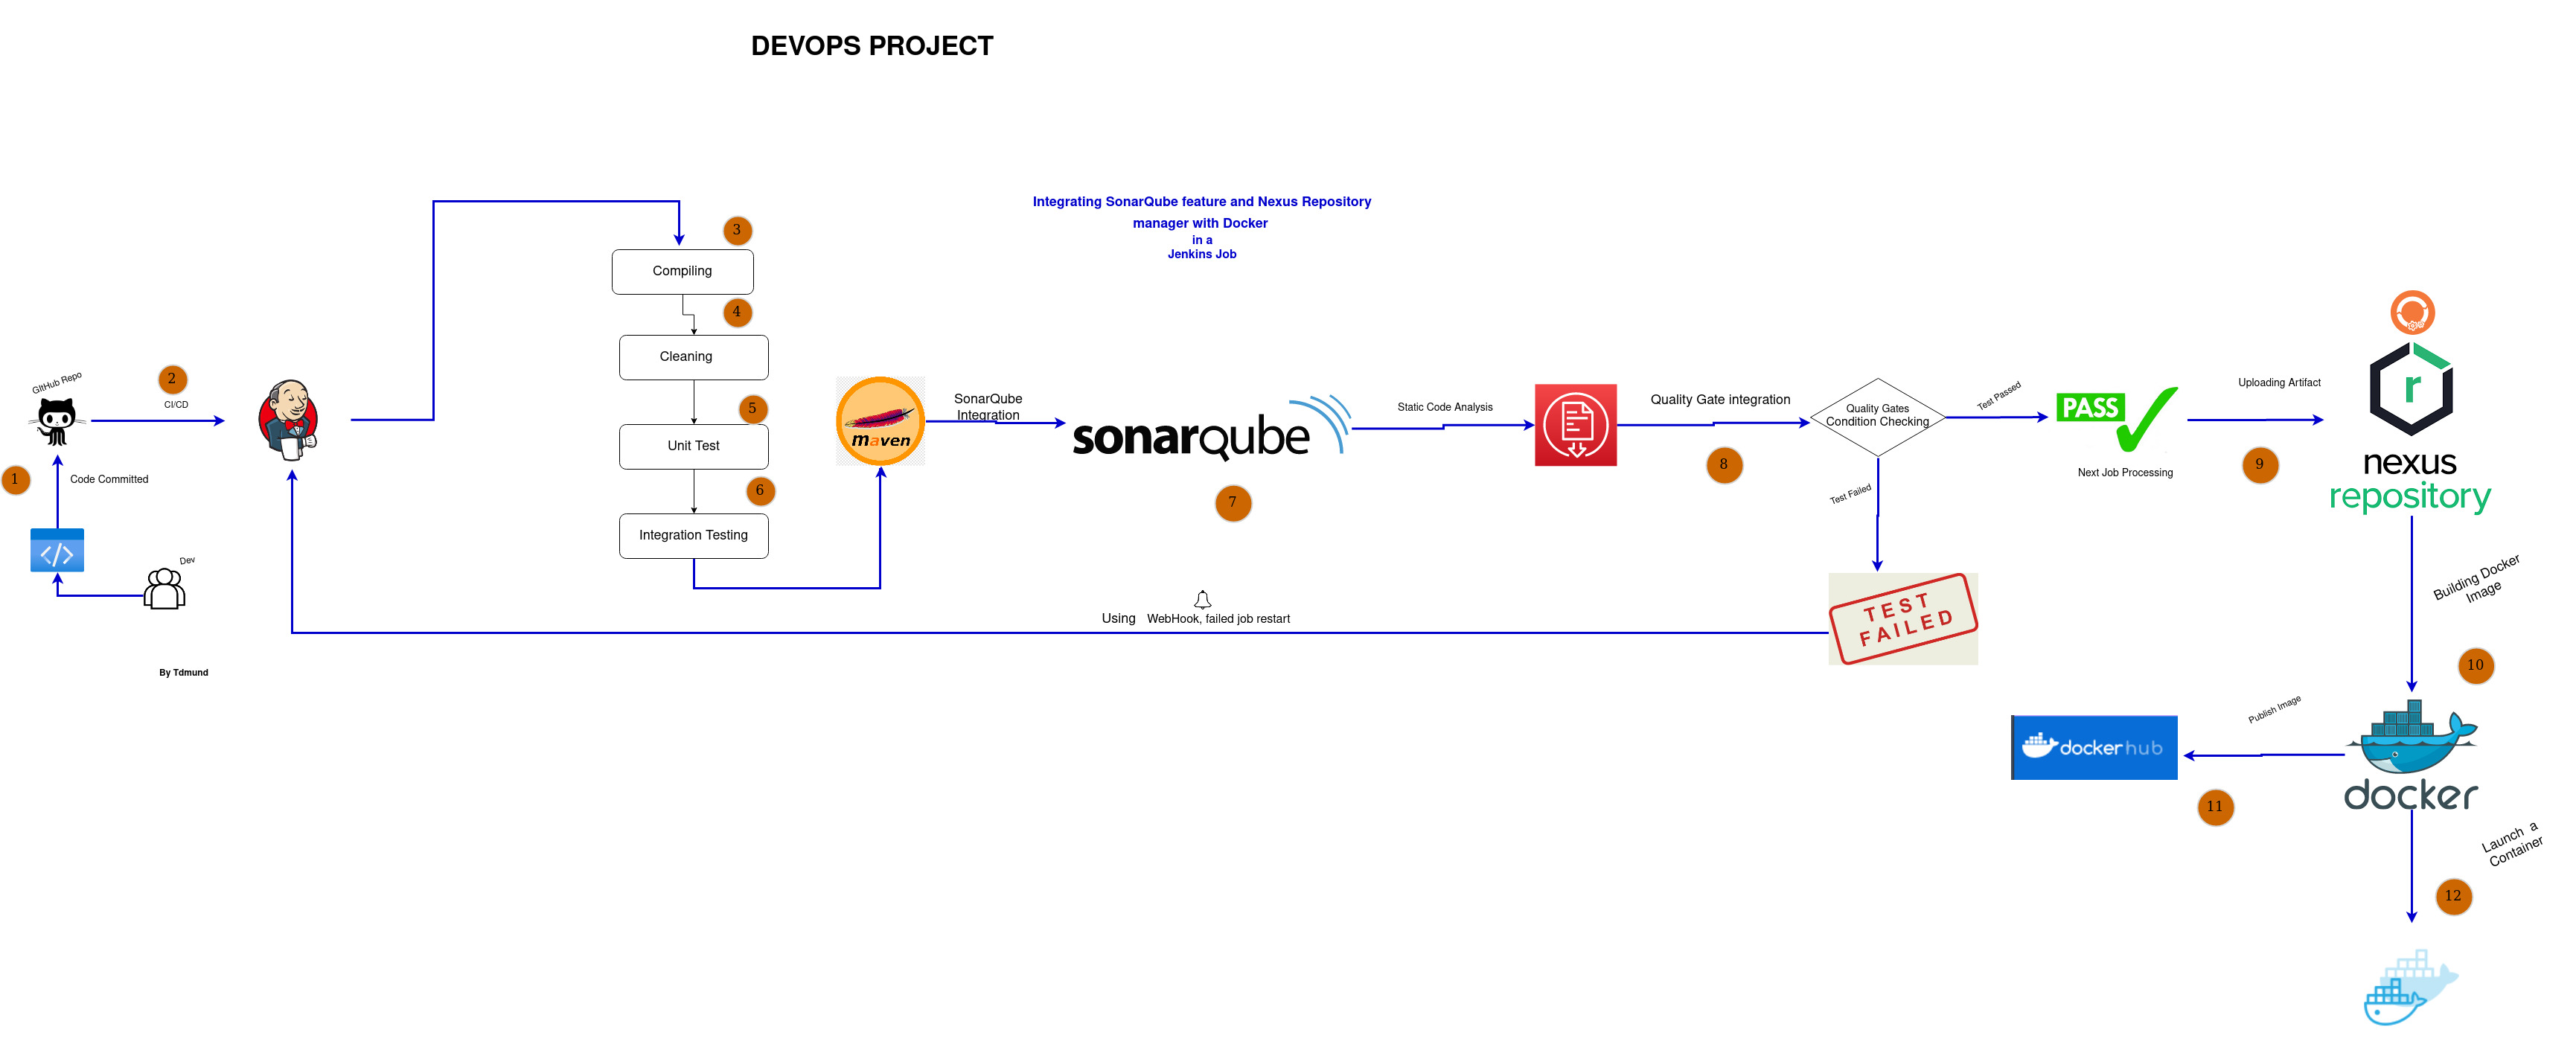 DEVOPS PROJECT
Integrating SonarQube feature and Nexus Repository
manager with Docker
in a
Jenkins Job
GItHub Repo
2
CI/CD
1
Code Committed
</>
Dev
By Tdmund
3
Compiling
4
Cleaning
5
Unit Test
6
Integration Testing
maven
SonarQube
Integration
sonarqube
7
Static Code Analysis
Quality Gate integration
8
Quality Gates
Condition Checking
Test Passed
Test Failed
TEST
FAILED
Using WebHook, failed job restart
PASS
Next Job Processing
Uploading Artifact
9
r
nexus
repository
Building Docker
Image
10
docker
Publish Image
11
dockerhub
Launch a
Container
12